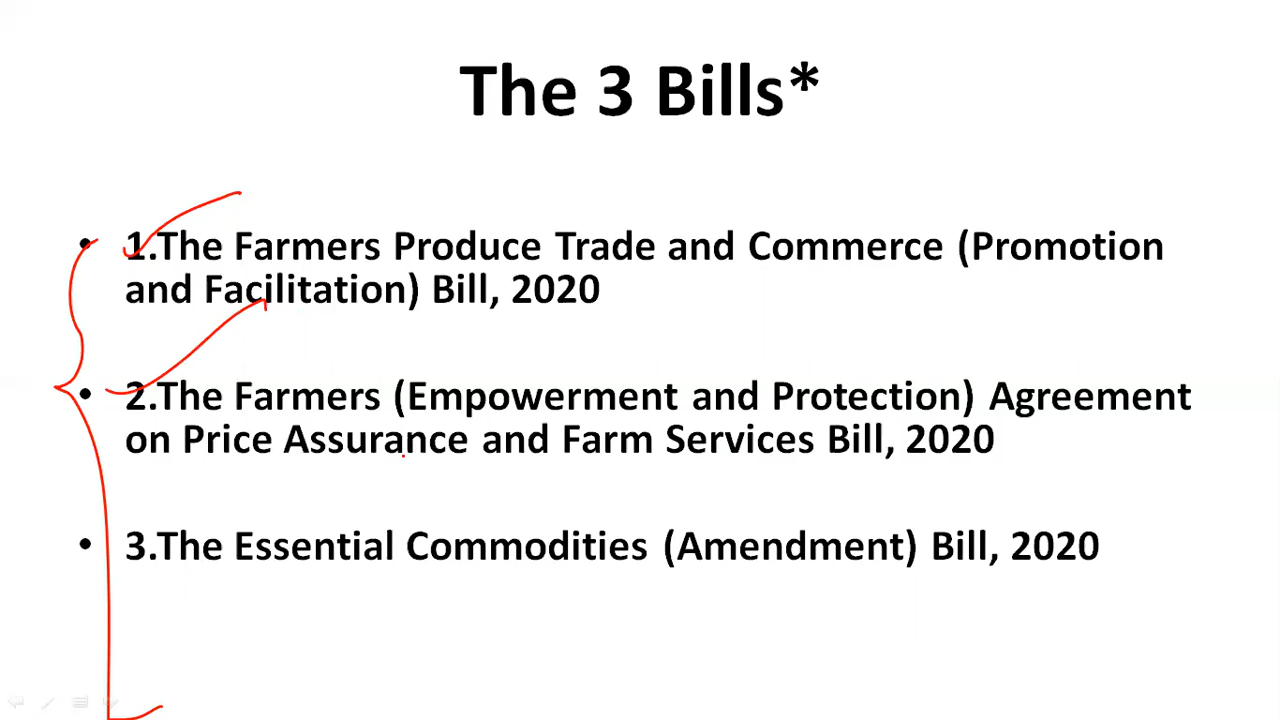 The 3 Bills*
• 1.The Farmers Produce Trade and Commerce (Promotion
and Facilitation) Bill, 2020
• 2.The Farmers (Empowerment and Protection) Agreement
on Price Assurance and Farm Services Bill, 2020
• 3.The Essential Commodities (Amendment) Bill, 2020